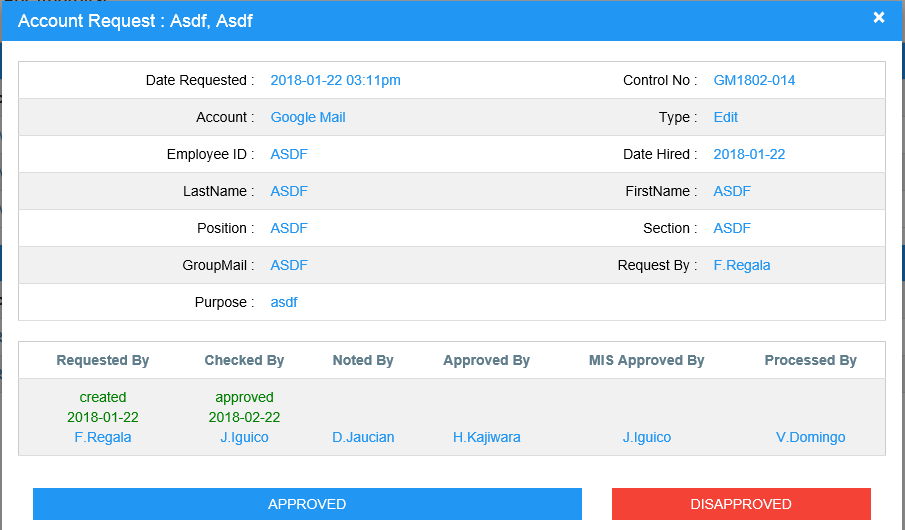 Account Request : Asdf, Asdf ×
Date Requested : 2018-01-22 03:11pm Control No : GM1802-014
Account : Google Mail Type : Edit
Employee ID : ASDF Date Hired : 2018-01-22
LastName : ASDF FirstName : ASDF
Position : ASDF Section : ASDF
GroupMail : ASDF Request By : F.Regala
Purpose : asdf
Requested By Checked By Noted By Approved By MIS Approved By Processed By
created approved
2018-01-22 2018-02-22
F.Regala J.Iguico D.Jaucian H.Kajiwara J.Iguico V.Domingo
APPROVED DISAPPROVED